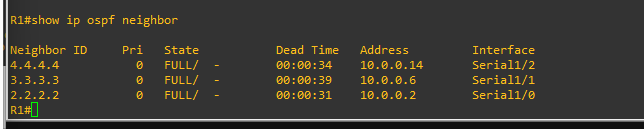 R1#show ip ospf neighbor
Neighbor ID     Pri   State           Dead Time   Address         Interface
4.4.4.4           0   FULL/  -        00:00:34    10.0.0.14       Serial1/2
3.3.3.3           0   FULL/  -        00:00:39    10.0.0.6        Serial1/1
2.2.2.2           0   FULL/  -        00:00:31    10.0.0.2        Serial1/0
R1#